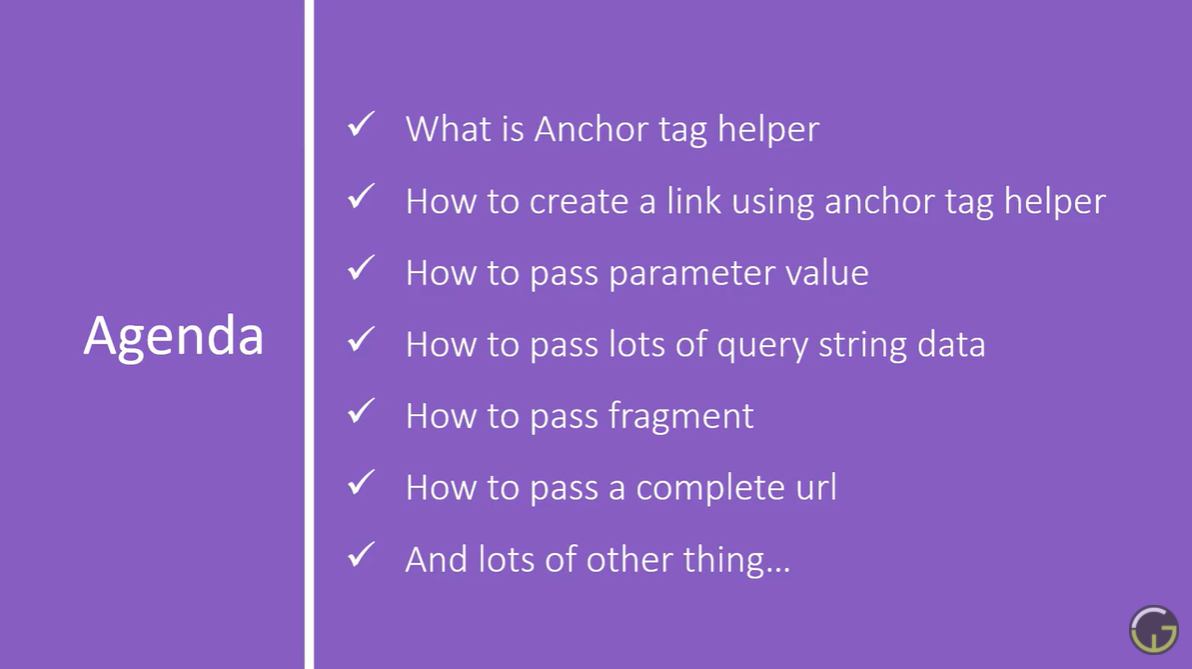 Agenda
✓ What is Anchor tag helper
✓ How to create a link using anchor tag helper
✓ How to pass parameter value
✓ How to pass lots of query string data
✓ How to pass fragment
✓ How to pass a complete url
✓ And lots of other thing…